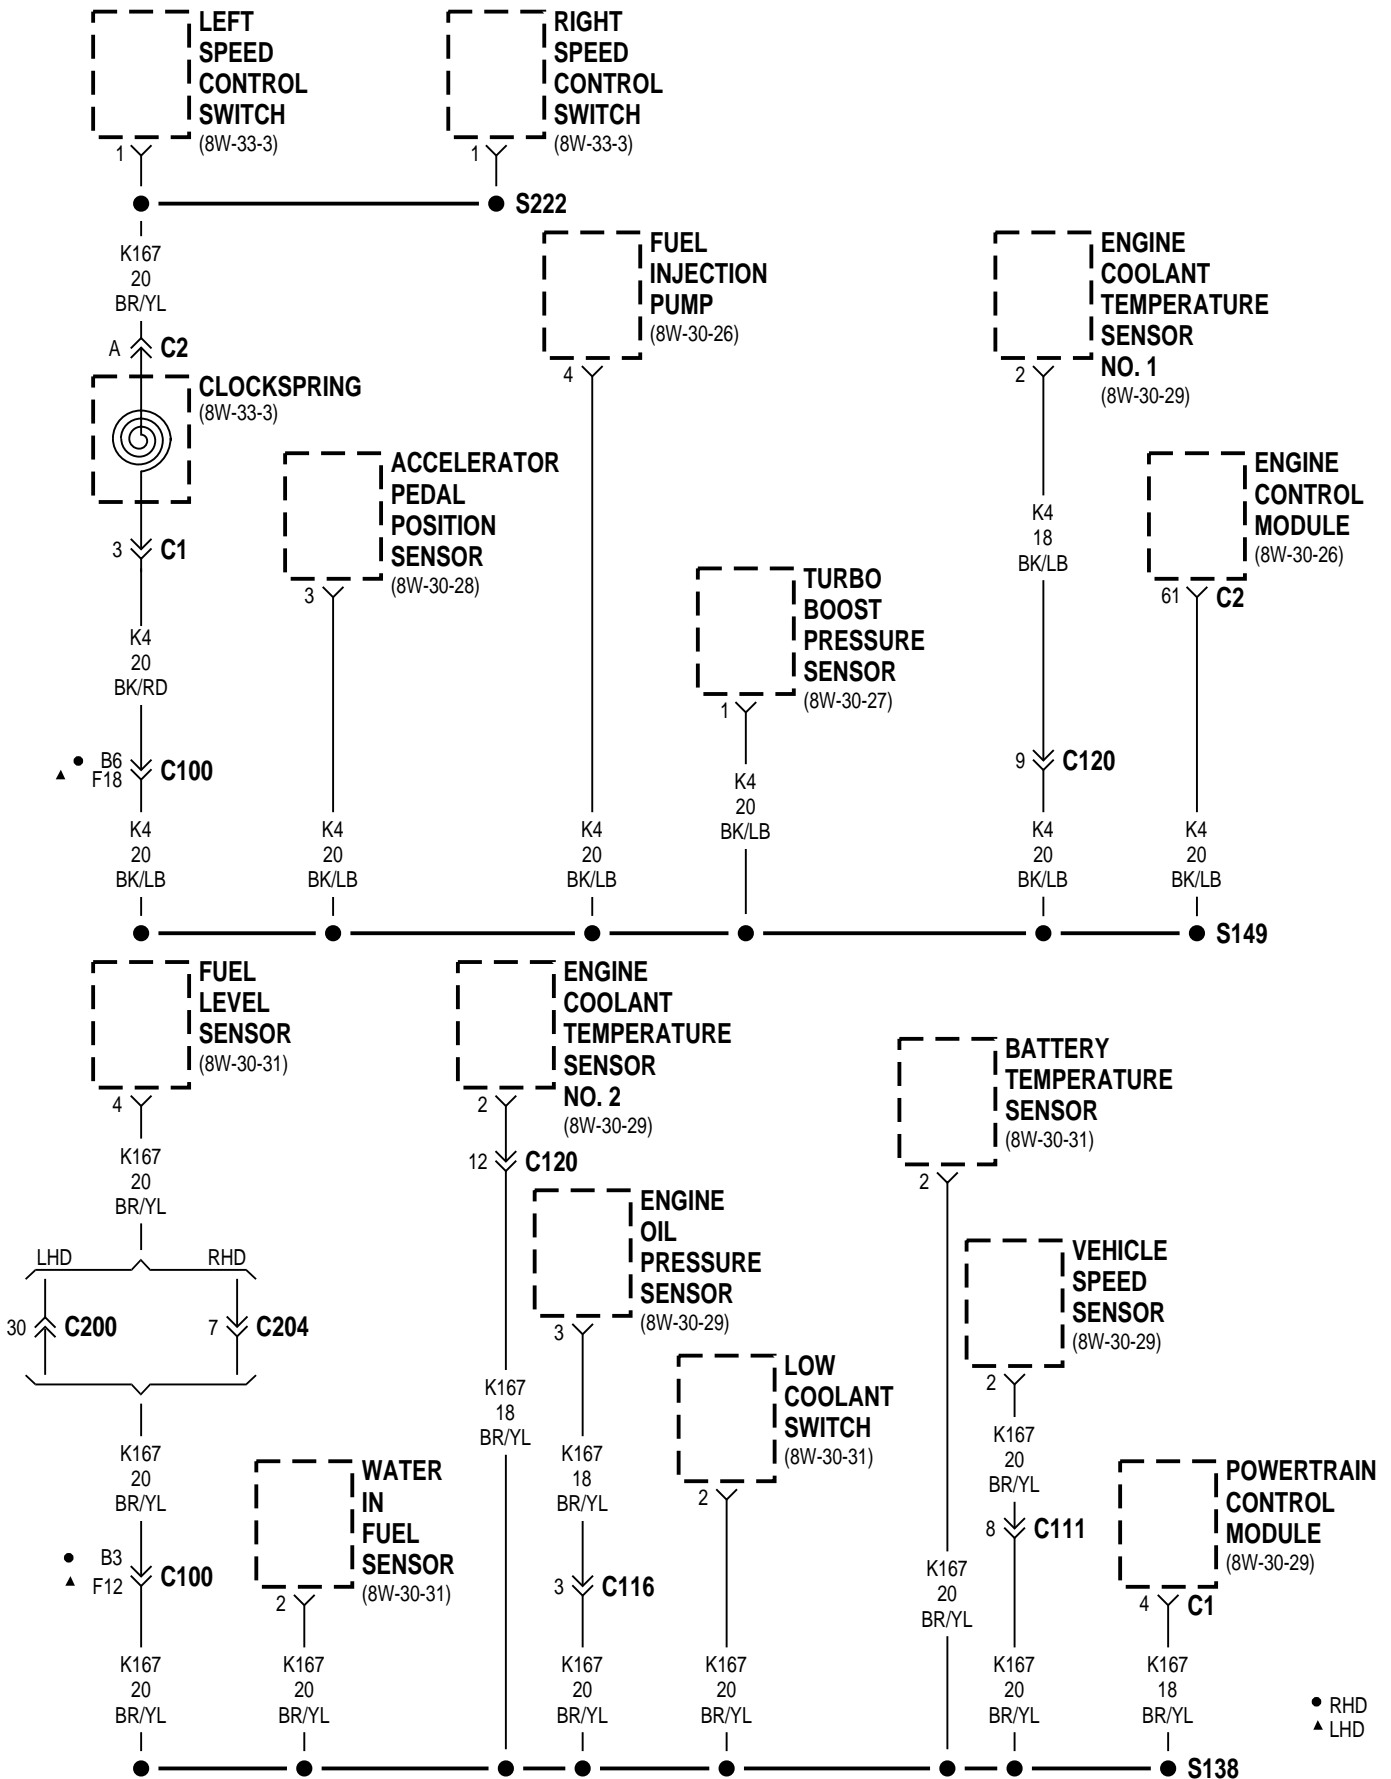 LEFT
SPEED
CONTROL
SWITCH
(8W-33-3)
1
RIGHT
SPEED
CONTROL
SWITCH
(8W-33-3)
1
S222
K167
20
BR/YL
A
C2
CLOCKSPRING
(8W-33-3)
3
C1
K4
20
BK/RD
B6
F18
C100
K4
20
BK/LB
ACCELERATOR
PEDAL
POSITION
SENSOR
(8W-30-28)
3
K4
20
BK/LB
FUEL
INJECTION
PUMP
(8W-30-26)
4
K4
20
BK/LB
TURBO
BOOST
PRESSURE
SENSOR
(8W-30-27)
1
K4
20
BK/LB
ENGINE
COOLANT
TEMPERATURE
SENSOR
NO. 1
(8W-30-29)
2
K4
18
BK/LB
9
C120
K4
20
BK/LB
ENGINE
CONTROL
MODULE
(8W-30-26)
61
C2
K4
20
BK/LB
S149
FUEL
LEVEL
SENSOR
(8W-30-31)
4
K167
20
BR/YL
LHD
RHD
30
C200
7
C204
K167
20
BR/YL
B3
F12
C100
K167
20
BR/YL
WATER
IN
FUEL
SENSOR
(8W-30-31)
2
K167
20
BR/YL
ENGINE
COOLANT
TEMPERATURE
SENSOR
NO. 2
(8W-30-29)
2
12
C120
K167
18
BR/YL
ENGINE
OIL
PRESSURE
SENSOR
(8W-30-29)
3
K167
18
BR/YL
3
C116
K167
20
BR/YL
LOW
COOLANT
SWITCH
(8W-30-31)
2
K167
20
BR/YL
BATTERY
TEMPERATURE
SENSOR
(8W-30-31)
2
K167
20
BR/YL
VEHICLE
SPEED
SENSOR
(8W-30-29)
2
K167
20
BR/YL
8
C111
K167
20
BR/YL
POWERTRAIN
CONTROL
MODULE
(8W-30-29)
4
C1
K167
18
BR/YL
S138
● RHD
▲ LHD